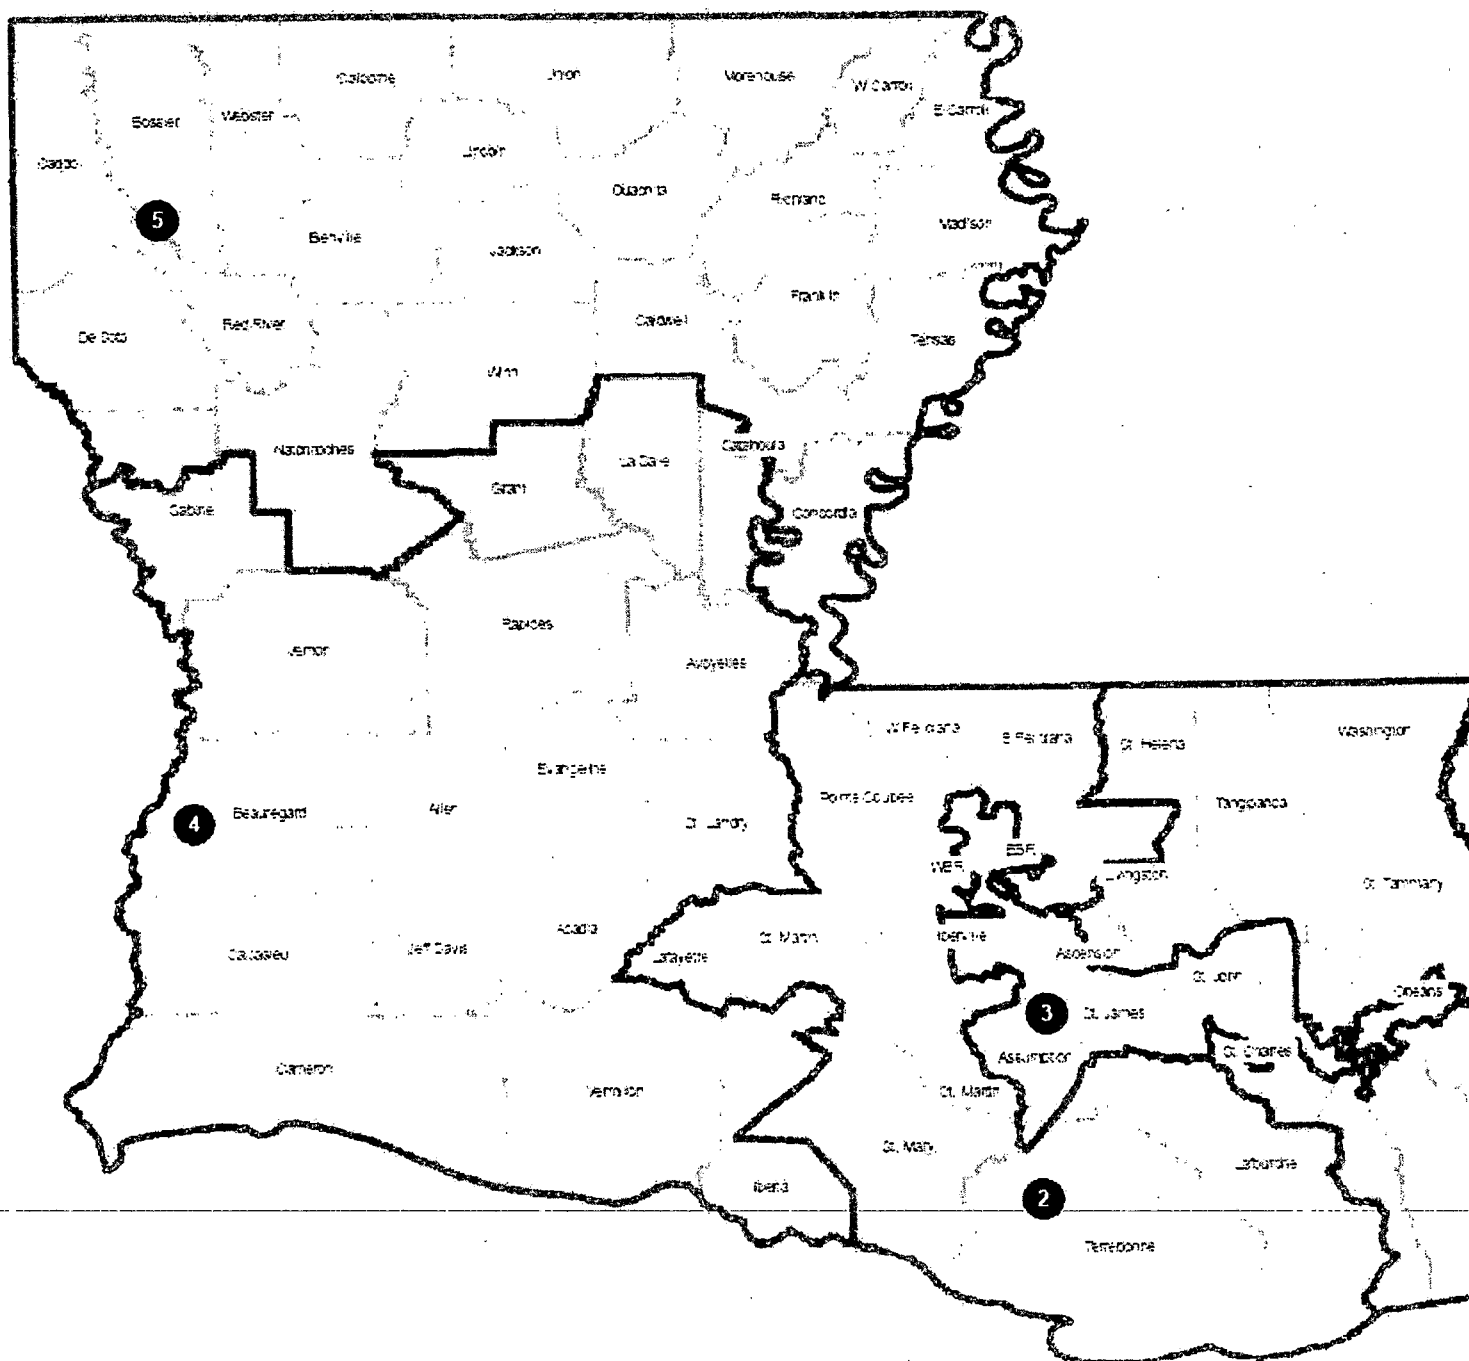 Claiborne
Union
Morehouse
W Carroll
E Carroll
Bossier
Webster
Lincoln
Caddo
Ouachita
Richland
Madison
5
Bienville
Jackson
Franklin
De Soto
Red River
Caldwell
Tensas
Winn
Natchitoches
La Salle
Catahoula
Grant
Sabine
Concordia
Rapides
Vernon
Avoyelles
W Feliciana
E Feliciana
St. Helena
Washington
Evangeline
Beauregard
Allen
Pointe Coupee
Tangipahoa
4
St. Landry
EBR
WBR
Livingston
St. Tammany
Acadia
St. Martin
Iberville
Calcasieu
Jeff Davis
Lafayette
Ascension
St. John
Orleans
3
St. James
Assumption
St. Charles
Cameron
Vermilion
St. Martin
St. Mary
Lafourche
Iberia
2
Terrebonne